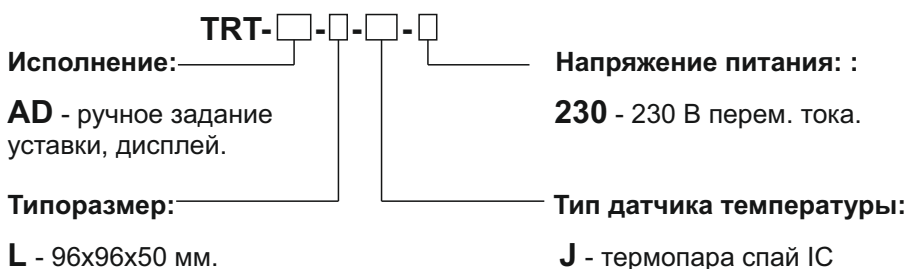 TRT-□-□-□-□
Исполнение:
Напряжение питания: :
AD - ручное задание
уставки, дисплей.
230 - 230 В перем. тока.
Типоразмер:
Тип датчика температуры:
L - 96х96х50 мм.
J - термопара спай IC